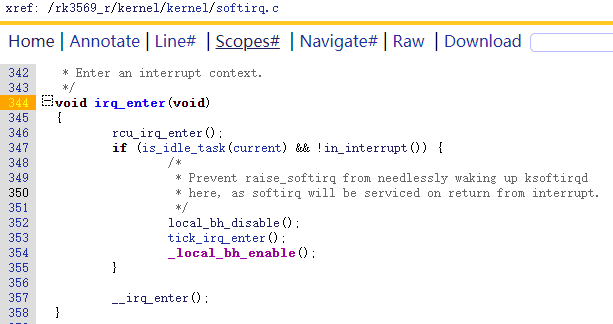 xref: /rk3569_r/kernel/kernel/softirq.c
Home | Annotate | Line# | Scopes# | Navigate# | Raw | Download
342 * Enter an interrupt context.
343 */
344 void irq_enter(void)
345 {
346 rcu_irq_enter();
347 if (is_idle_task(current) && !in_interrupt()) {
348 /*
349 * Prevent raise_softirq from needlessly waking up ksoftirqd
350 * here, as softirq will be serviced on return from interrupt.
351 */
352 local_bh_disable();
353 tick_irq_enter();
354 _local_bh_enable();
355 }
356
357 __irq_enter();
358 }